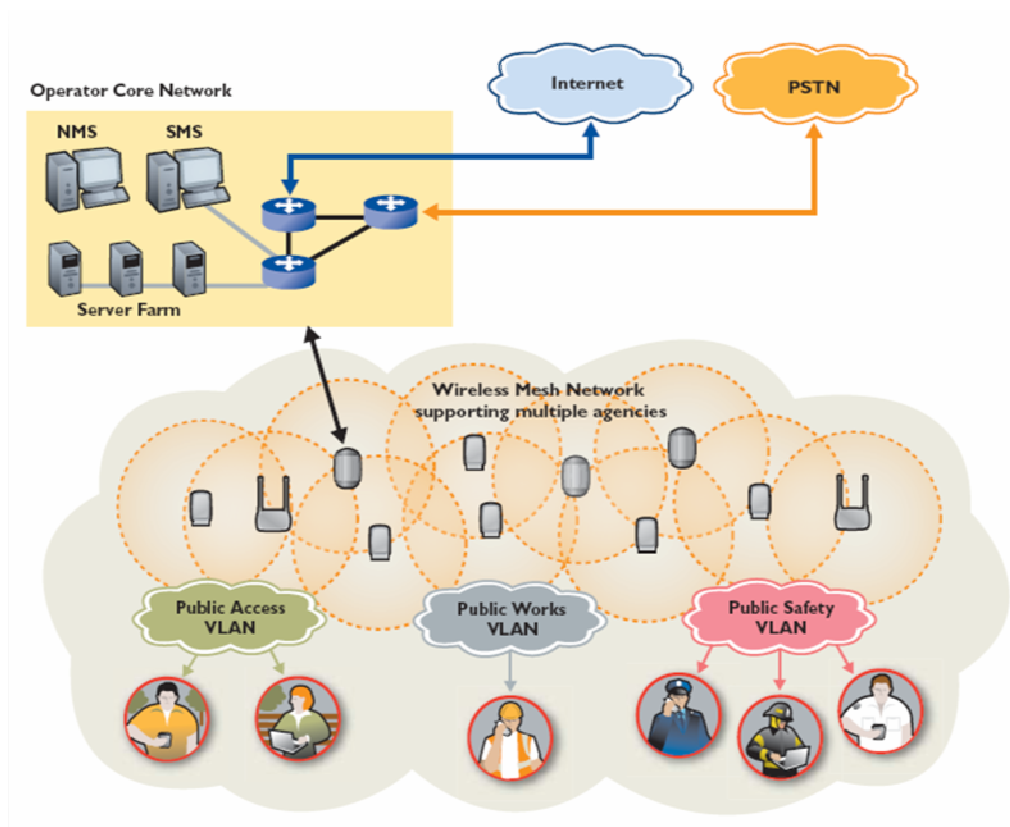 Internet
PSTN
Operator Core Network
NMS
SMS
Server Farm
Wireless Mesh Network
supporting multiple agencies
Public Access
VLAN
Public Works
VLAN
Public Safety
VLAN